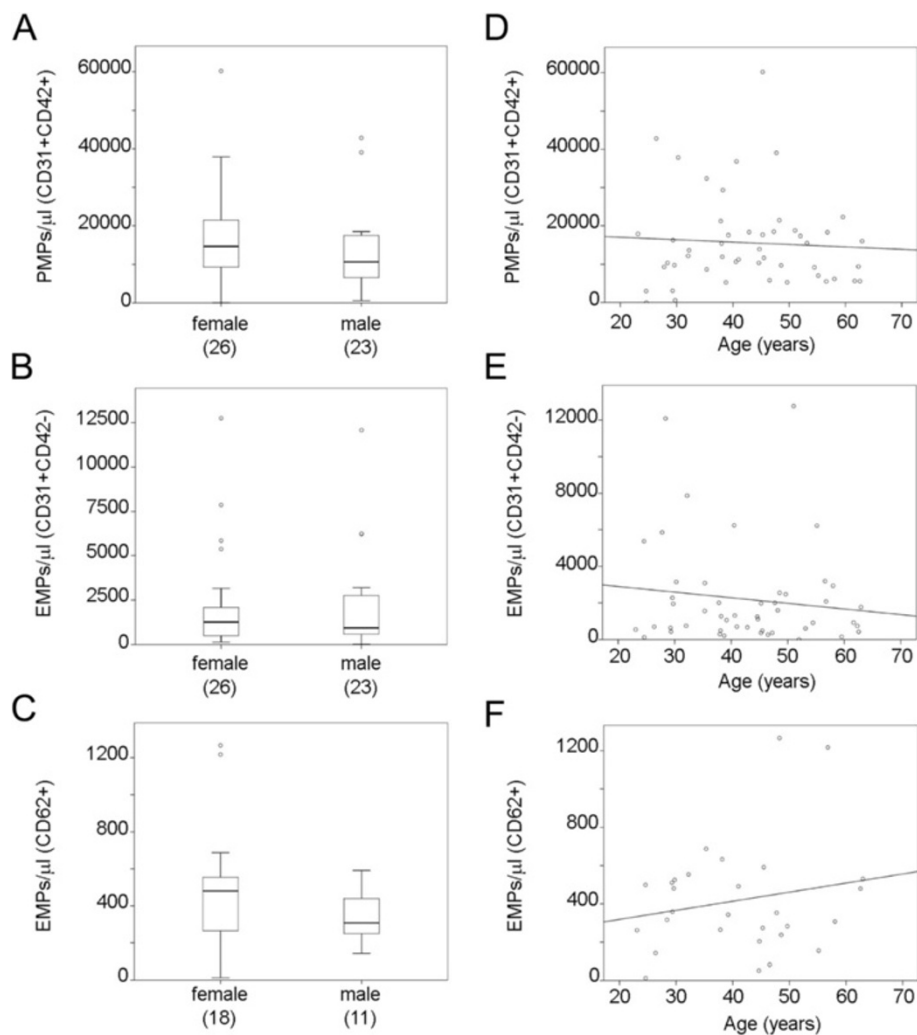 A
PMPs/µl (CD31+CD42+)
60000
40000
20000
0
female
(26)
male
(23)
D
PMPs/µl (CD31+CD42+)
60000
40000
20000
0
20 30 40 50 60 70
Age (years)
B
EMPs/µl (CD31+CD42-)
12500
10000
7500
5000
2500
0
female
(26)
male
(23)
E
EMPs/µl (CD31+CD42-)
12000
8000
4000
0
20 30 40 50 60 70
Age (years)
C
EMPs/µl (CD62+)
1200
800
400
0
female
(18)
male
(11)
F
EMPs/µl (CD62+)
1200
800
400
0
20 30 40 50 60 70
Age (years)